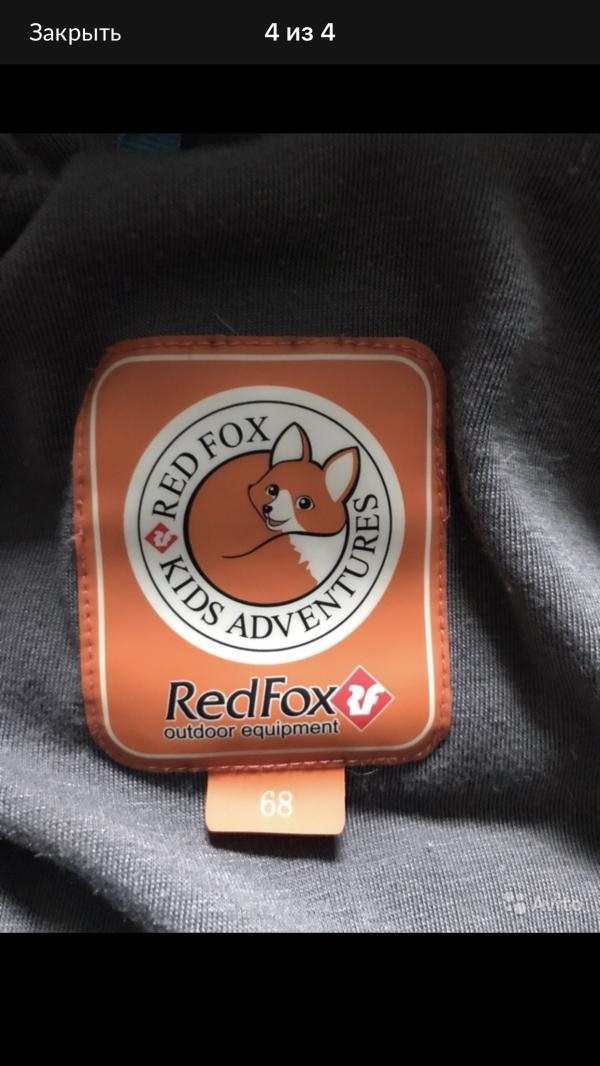 Закрыть
4 из 4
RED FOX
KIDS ADVENTURES
RedFox
outdoor equipment
68
Avito